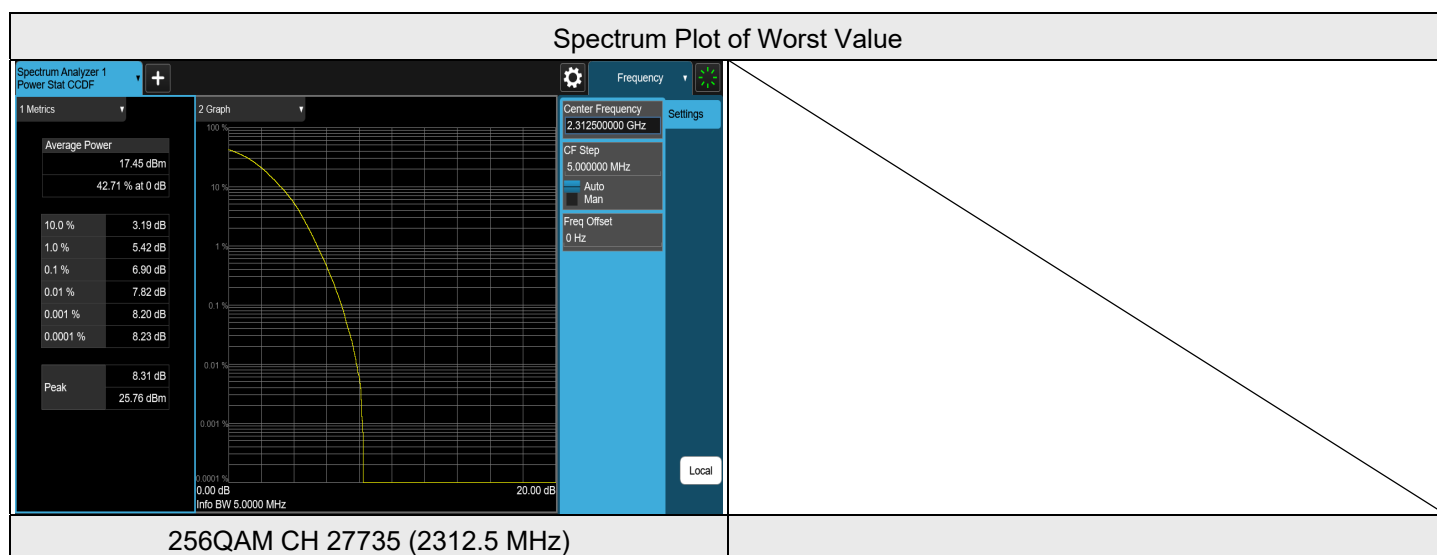 Spectrum Plot of Worst Value
Spectrum Analyzer 1
Power Stat CCDF
+
Frequency
1 Metrics
2 Graph
Center Frequency
2.312500000 GHz
Settings
CF Step
5.000000 MHz
Auto
Man
Freq Offset
0 Hz
Average Power
17.45 dBm
42.71 % at 0 dB
10.0 % 3.19 dB
1.0 % 5.42 dB
0.1 % 6.90 dB
0.01 % 7.82 dB
0.001 % 8.20 dB
0.0001 % 8.23 dB
Peak 8.31 dB
25.76 dBm
100 %
10 %
1 %
0.1 %
0.01 %
0.001 %
0.0001 %
0.00 dB 20.00 dB
Info BW 5.0000 MHz
Local
256QAM CH 27735 (2312.5 MHz)